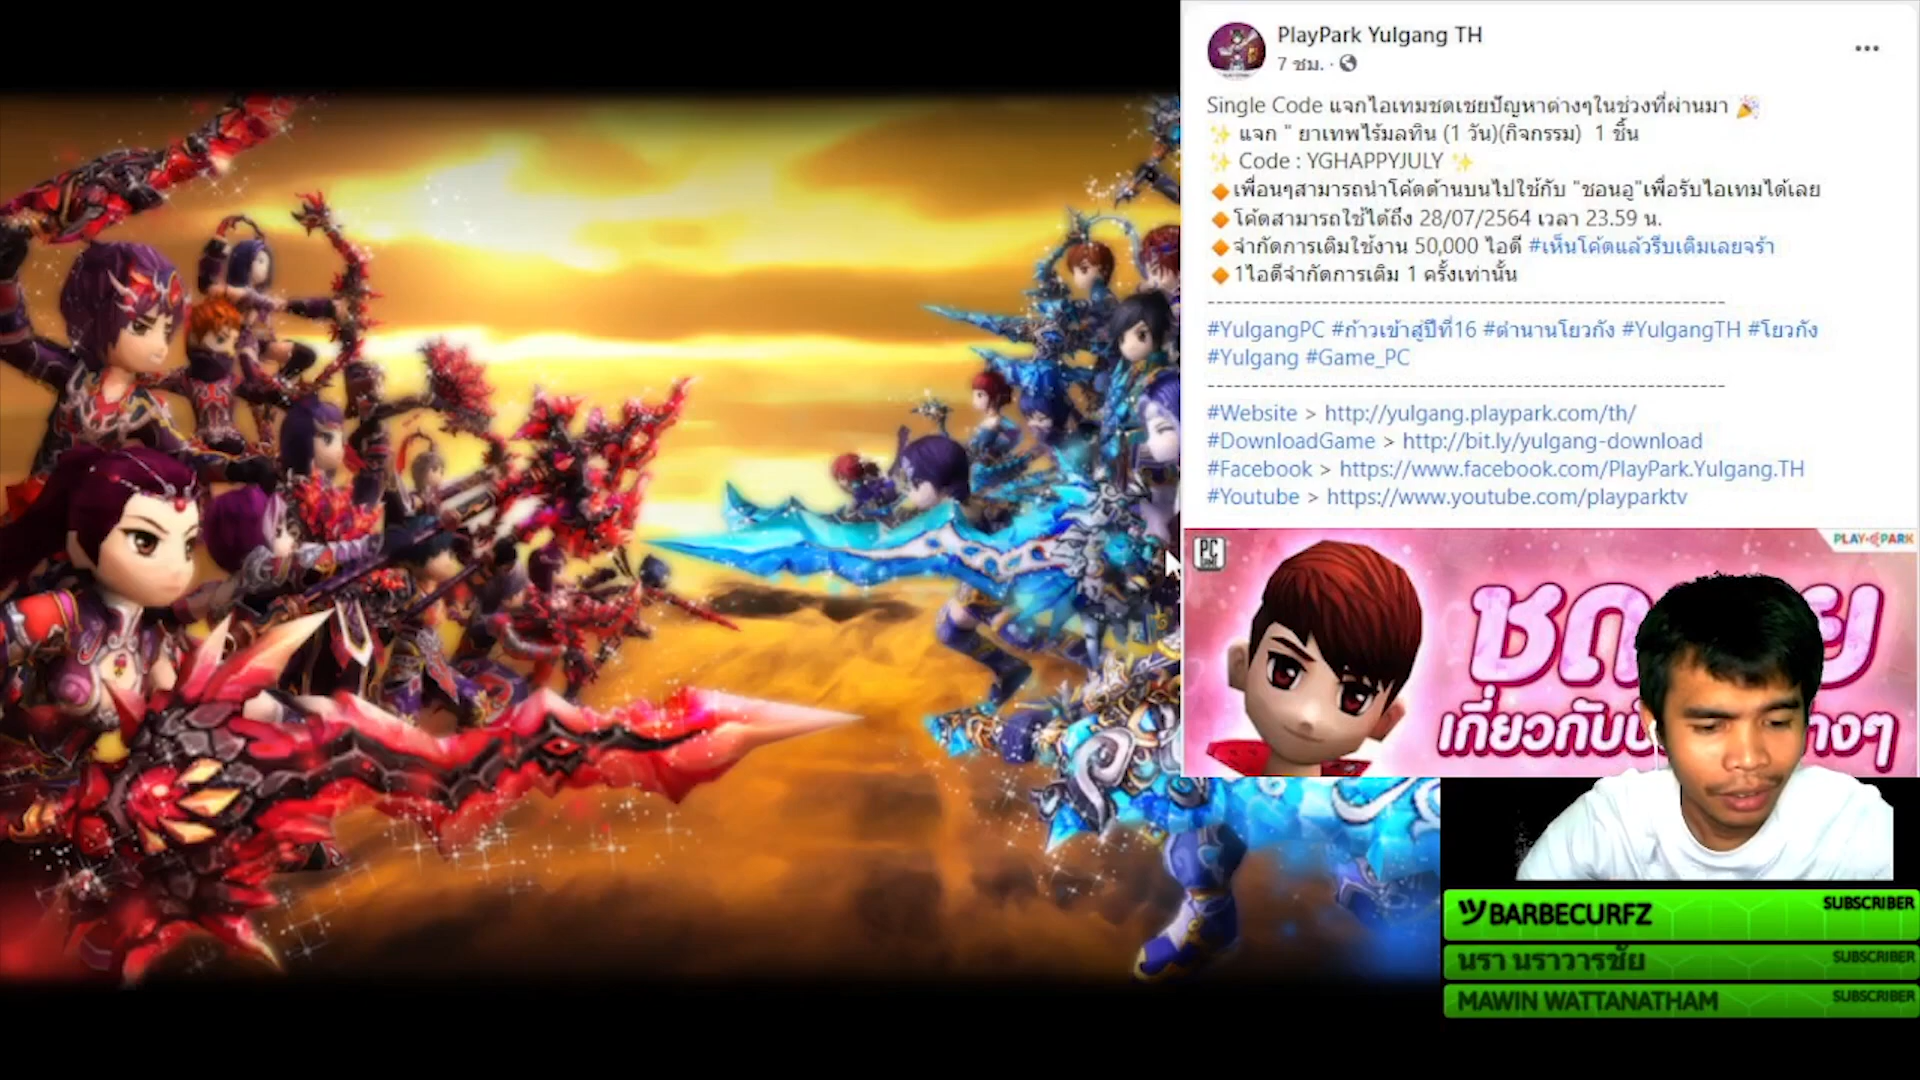 PlayPark Yulgang TH
7 ชม. ·
Single Code แจกไอเทมชดเชยปัญหาต่างๆในช่วงที่ผ่านมา 🎉
✨ แจก " ยาเทพไร้มลทิน (1 วัน)(กิจกรรม) 1 ชิ้น
✨ Code : YGHAPPYJULY ✨
🔶เพื่อนๆสามารถนำโค้ดด้านบนไปใช้กับ "ชอนอู"เพื่อรับไอเทมได้เลย
🔶โค้ดสามารถใช้ได้ถึง 28/07/2564 เวลา 23.59 น.
🔶จำกัดการเติมใช้งาน 50,000 ไอดี #เห็นโค้ดแล้วรีบเติมเลยจร้า
🔶1ไอดีจำกัดการเติม 1 ครั้งเท่านั้น
------------------------------------------------------------
#YulgangPC #ก้าวเข้าสู่ปีที่16 #ตำนานโยวกัง #YulgangTH #โยวกัง
#Yulgang #Game_PC
------------------------------------------------------------
#Website > http://yulgang.playpark.com/th/
#DownloadGame > http://bit.ly/yulgang-download
#Facebook > https://www.facebook.com/PlayPark.Yulgang.TH
#Youtube > https://www.youtube.com/playparktv
PC GAME
PLAY PARK
เกี่ยวกับ
BARBECURFZ SUBSCRIBER
นรา นราวารชัย SUBSCRIBER
MAWIN WATTANATHAM SUBSCRIBER